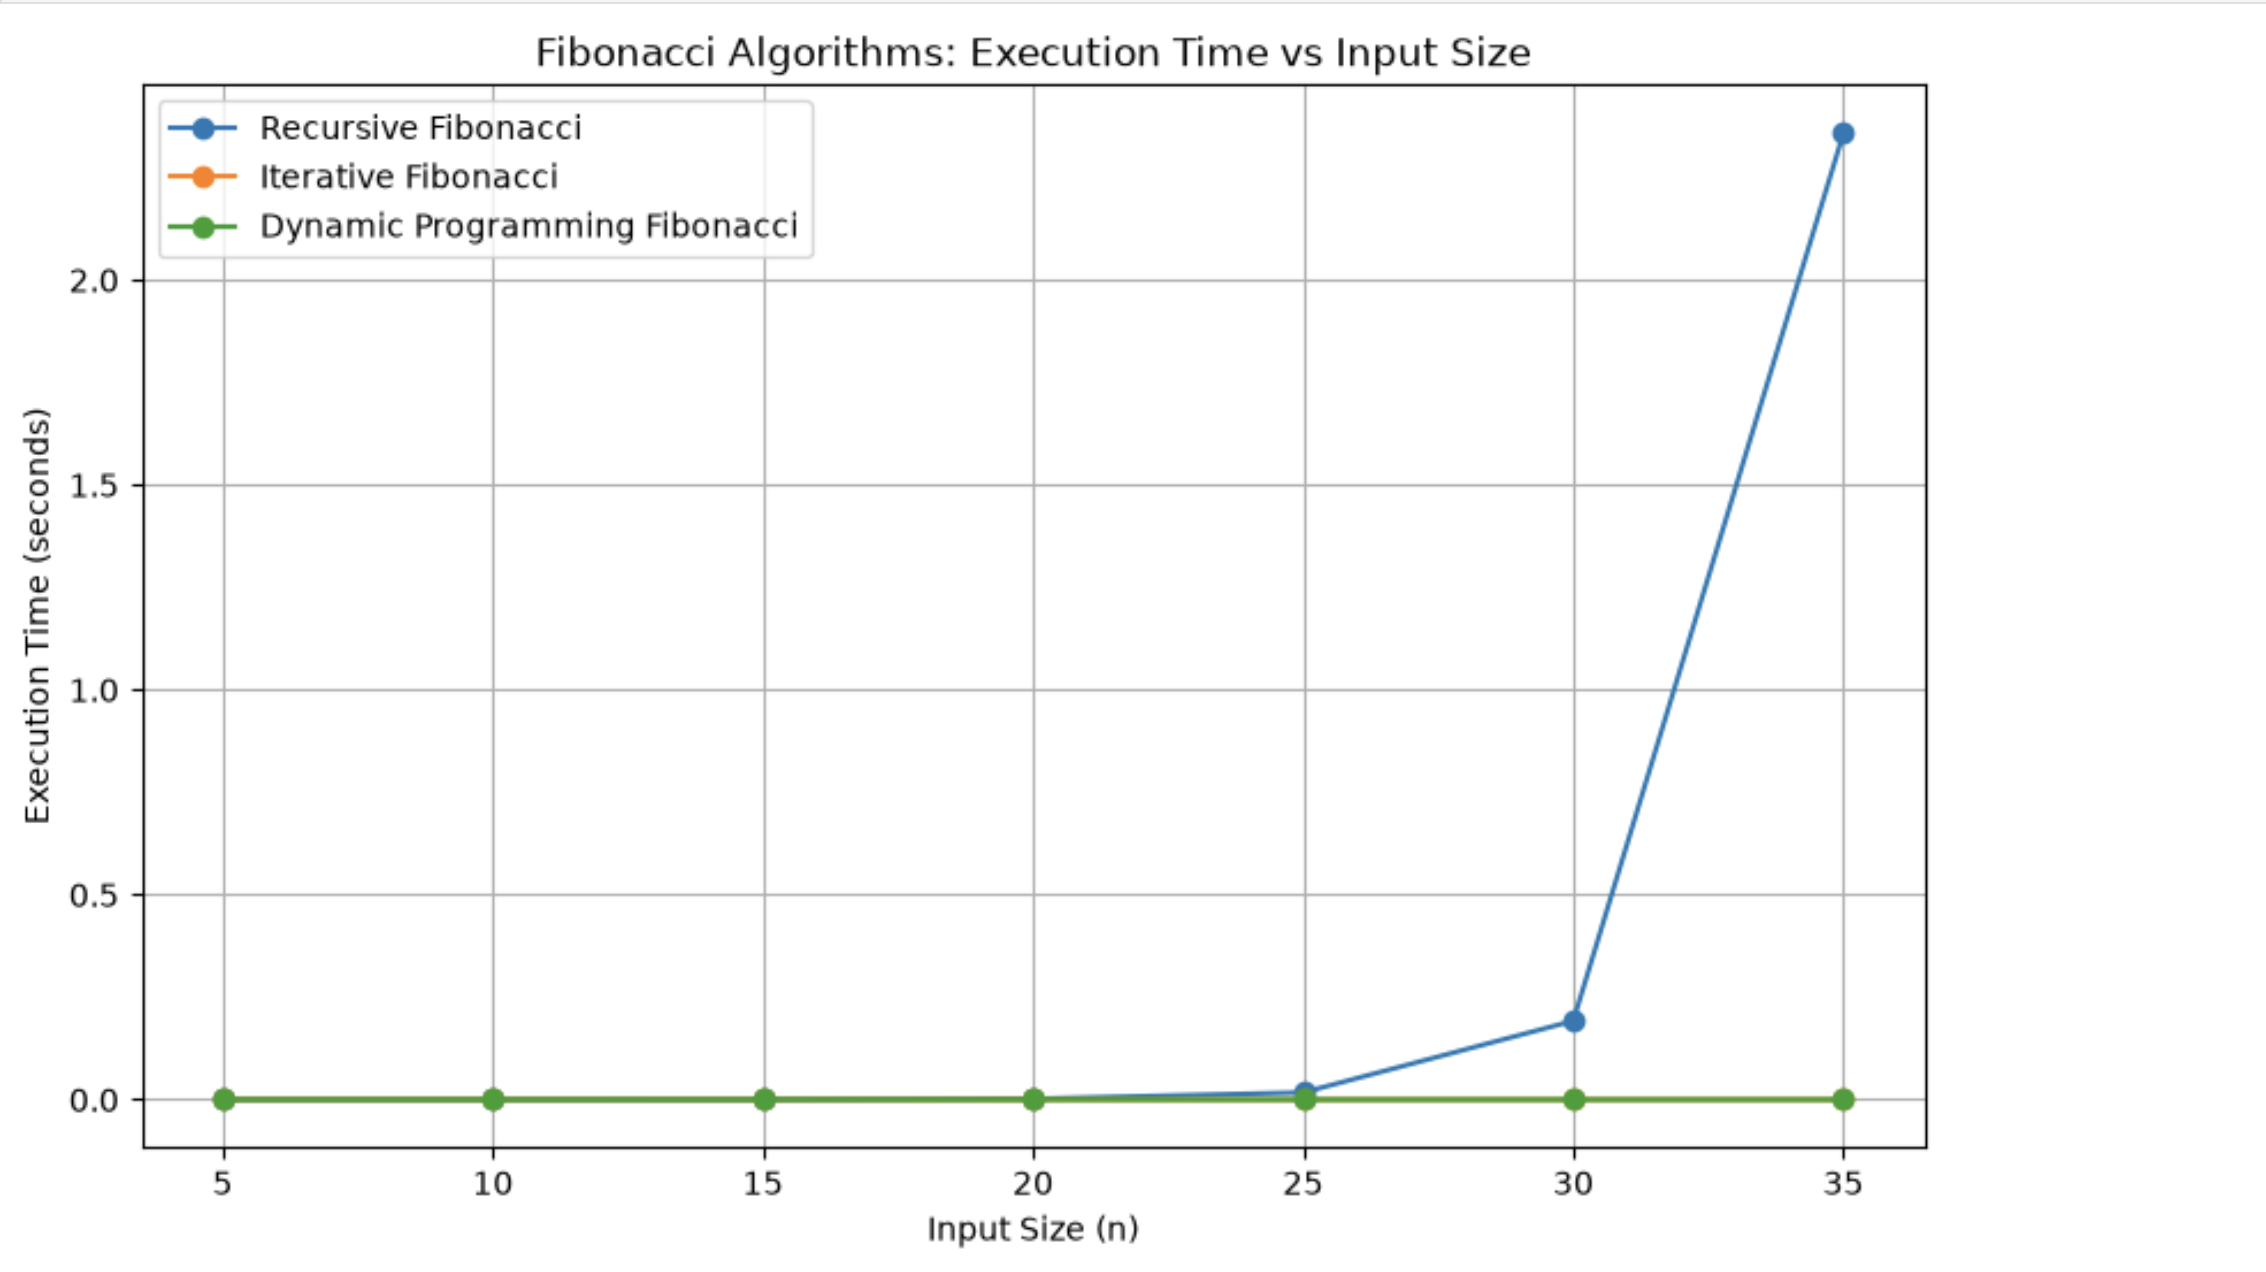 Fibonacci Algorithms: Execution Time vs Input Size
Recursive Fibonacci
Iterative Fibonacci
Dynamic Programming Fibonacci
2.0
1.5
1.0
0.5
0.0
Execution Time (seconds)
5 10 15 20 25 30 35
Input Size (n)